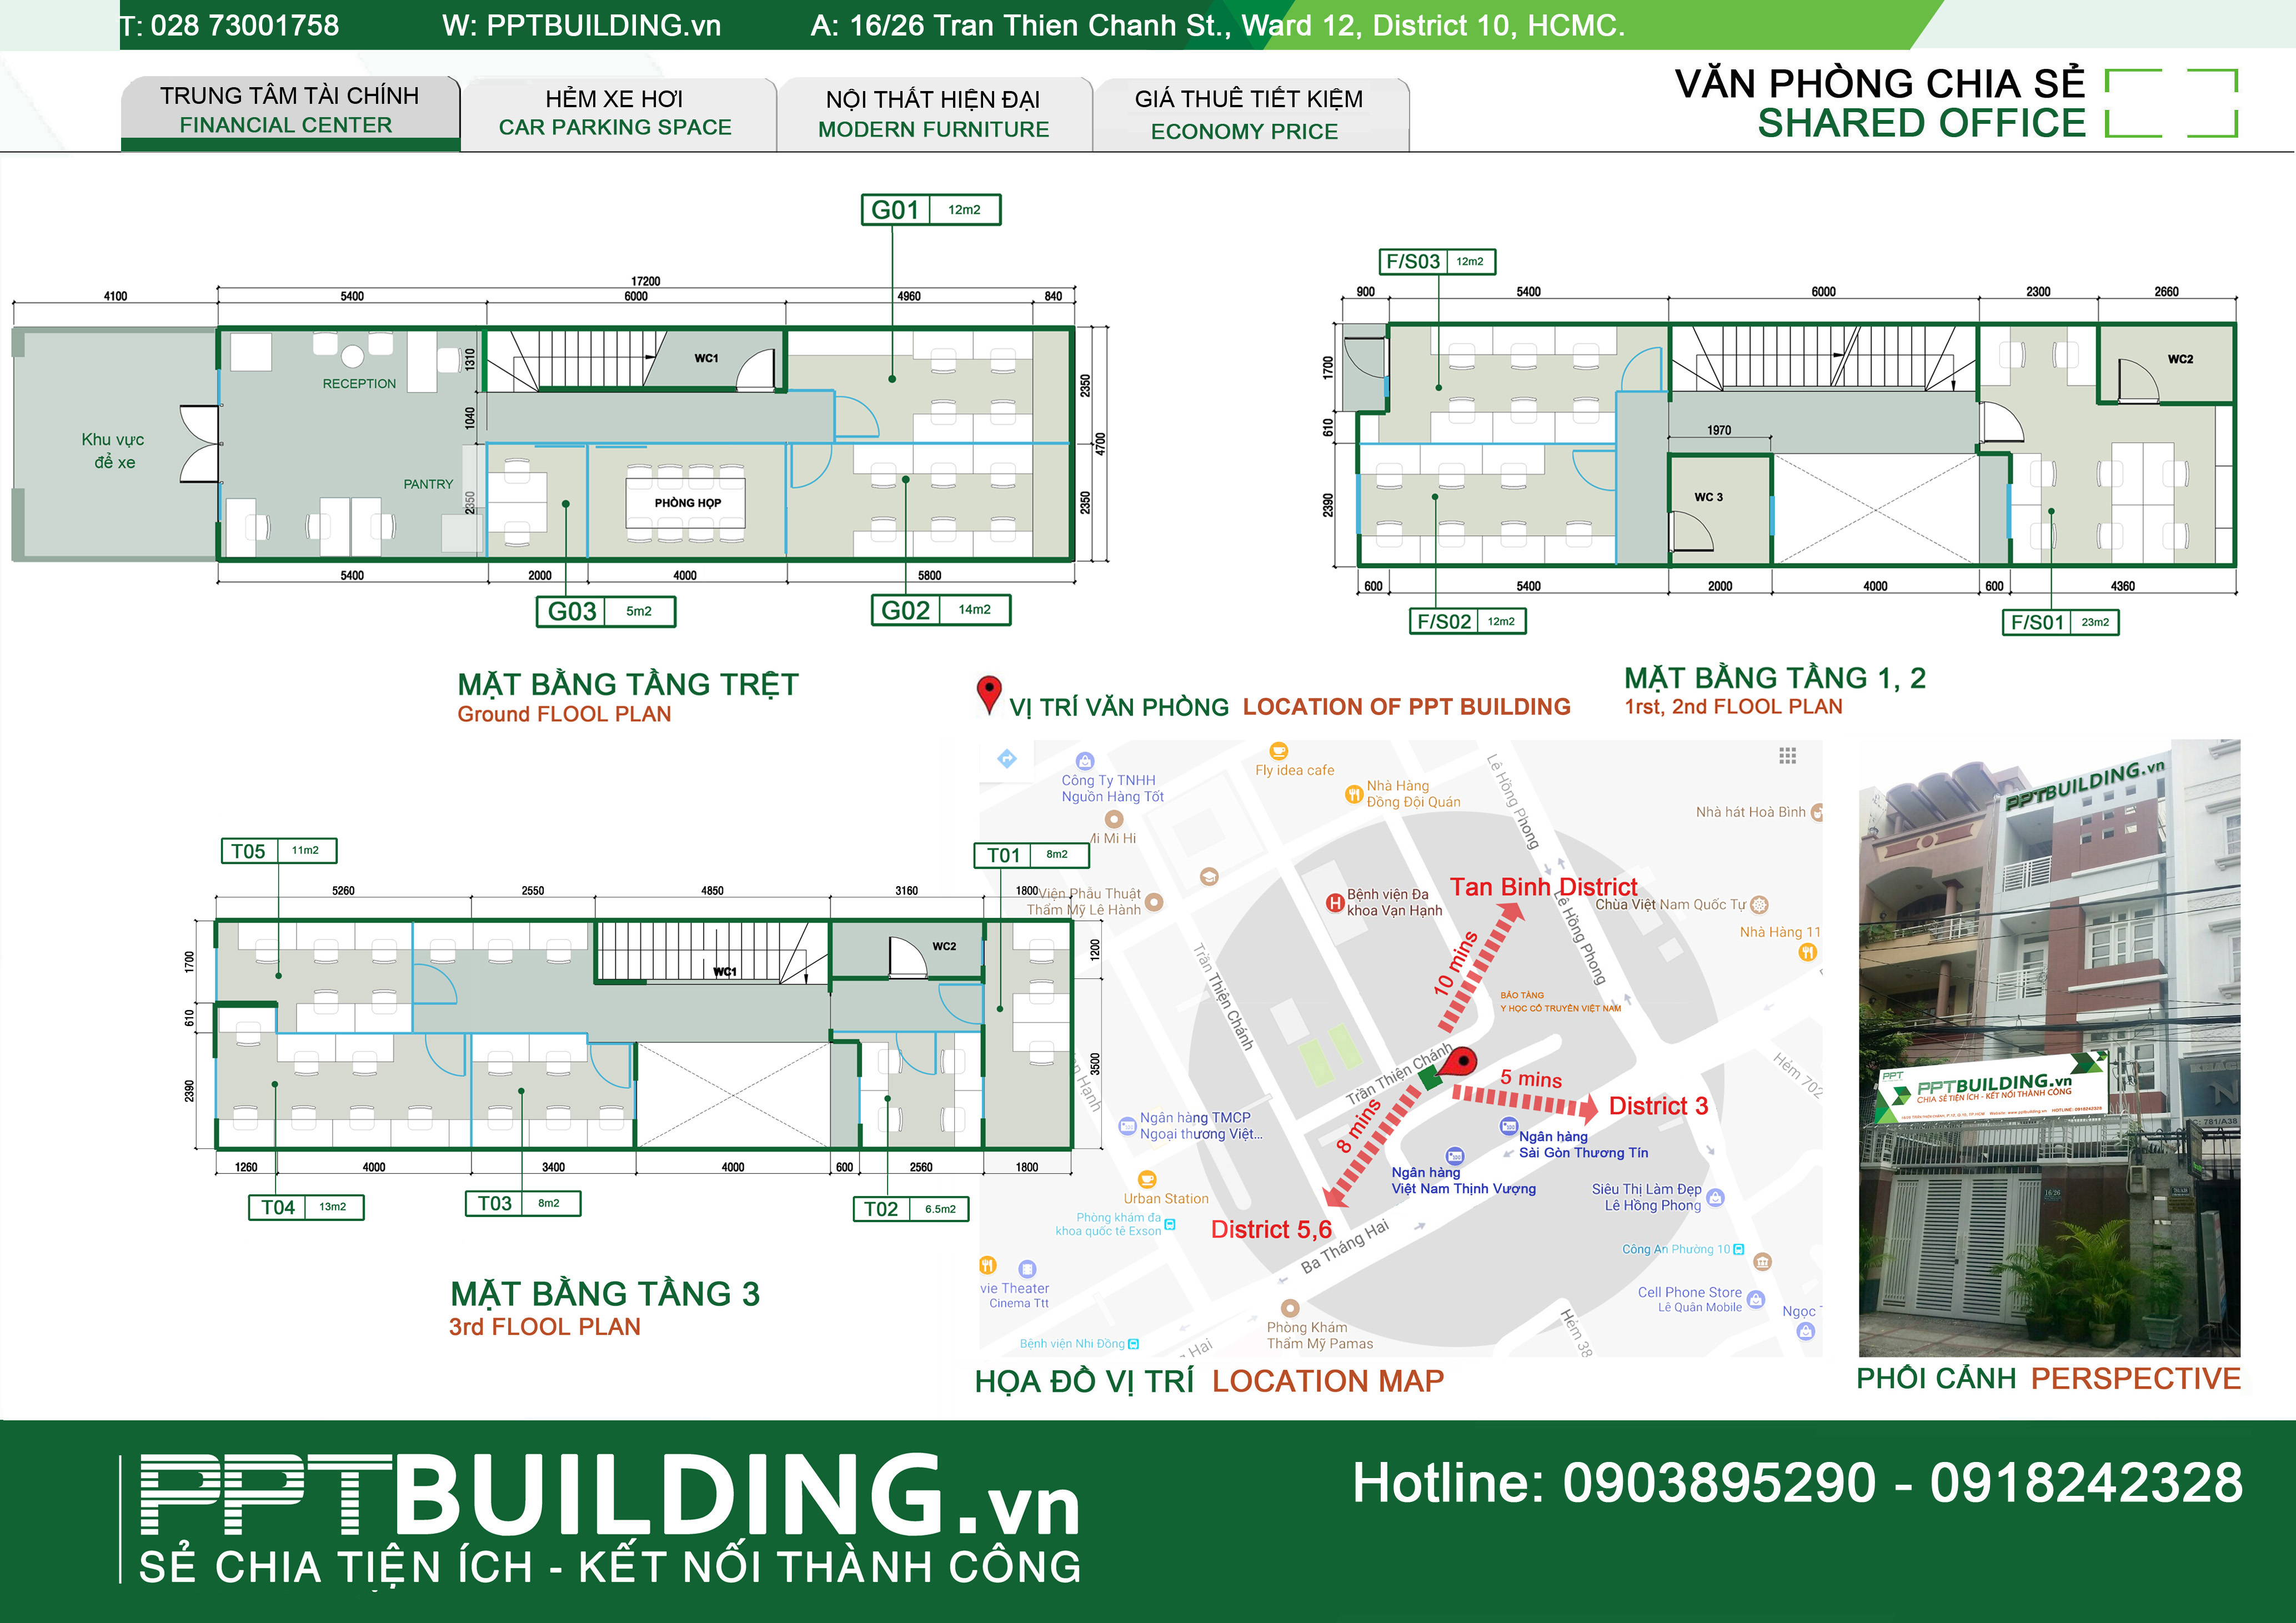 T: 028 73001758
W: PPTBUILDING.vn
A: 16/26 Tran Thien Chanh St., Ward 12, District 10, HCMC.
TRUNG TÂM TÀI CHÍNH
FINANCIAL CENTER
HẺM XE HƠI
CAR PARKING SPACE
NỘI THẤT HIỆN ĐẠI
MODERN FURNITURE
GIÁ THUÊ TIẾT KIỆM
ECONOMY PRICE
VĂN PHÒNG CHIA SẺ
SHARED OFFICE
G01 12m2
17200
4100 5400 6000 4960 840
1310
1040
2350
2350
2350
4700
WC1
RECEPTION
Khu vực
để xe
PANTRY
PHÒNG HỌP
5400 2000 4000 5800
G03 5m2
G02 14m2
MẶT BẰNG TẦNG TRỆT
Ground FLOOL PLAN
F/S03 12m2
900 5400 6000 2300 2660
1700
610
2390
1970
WC2
WC 3
600 5400 2000 4000 600 4360
F/S02 12m2
F/S01 23m2
MẶT BẰNG TẦNG 1, 2
1rst, 2nd FLOOL PLAN
T05 11m2
T01 8m2
5260 2550 4850 3160 1800
1700
610
2390
1200
3500
WC1
WC2
1260 4000 3400 4000 600 2560 1800
T04 13m2
T03 8m2
T02 6.5m2
MẶT BẰNG TẦNG 3
3rd FLOOL PLAN
VỊ TRÍ VĂN PHÒNG LOCATION OF PPT BUILDING
Công Ty TNHH
Nguồn Hàng Tốt
Fly idea cafe
Nhà Hàng
Đồng Đội Quán
Lê Hồng Phong
Nhà hát Hoà Bình
Mi Mi Hi
Viện Phẫu Thuật
Thẩm Mỹ Lê Hành
H
Bệnh viện Đa
khoa Vạn Hạnh
Tan Binh District
Lê Hồng Phong
Chùa Việt Nam Quốc Tự
Nhà Hàng 11
10 mins
Trần Thiện Chánh
BẢO TÀNG
Y HỌC CỔ TRUYỀN VIỆT NAM
Trần Thiện Chánh
5 mins
District 3
Hẻm 702
Hạnh
8 mins
Ngân hàng TMCP
Ngoại thương Việt...
Ngân hàng
Sài Gòn Thương Tín
Ngân hàng
Việt Nam Thịnh Vượng
Urban Station
Phòng khám đa
khoa quốc tế Exson
District 5,6
Ba Tháng Hai
Siêu Thị Làm Đẹp
Lê Hồng Phong
Công An Phường 10
vie Theater
Cinema Ttt
Cell Phone Store
Lê Quân Mobile
Ngọc
Bệnh viện Nhi Đồng
Hai
Phòng Khám
Thẩm Mỹ Pamas
Hẻm 38
HỌA ĐỒ VỊ TRÍ LOCATION MAP
PPTBUILDING.vn
PPT
PPTBUILDING.vn
CHIA SẺ TIỆN ÍCH - KẾT NỐI THÀNH CÔNG
781/A38
16/26
PHỐI CẢNH PERSPECTIVE
PPTBUILDING.vn
SẺ CHIA TIỆN ÍCH - KẾT NỐI THÀNH CÔNG
Hotline: 0903895290 - 0918242328